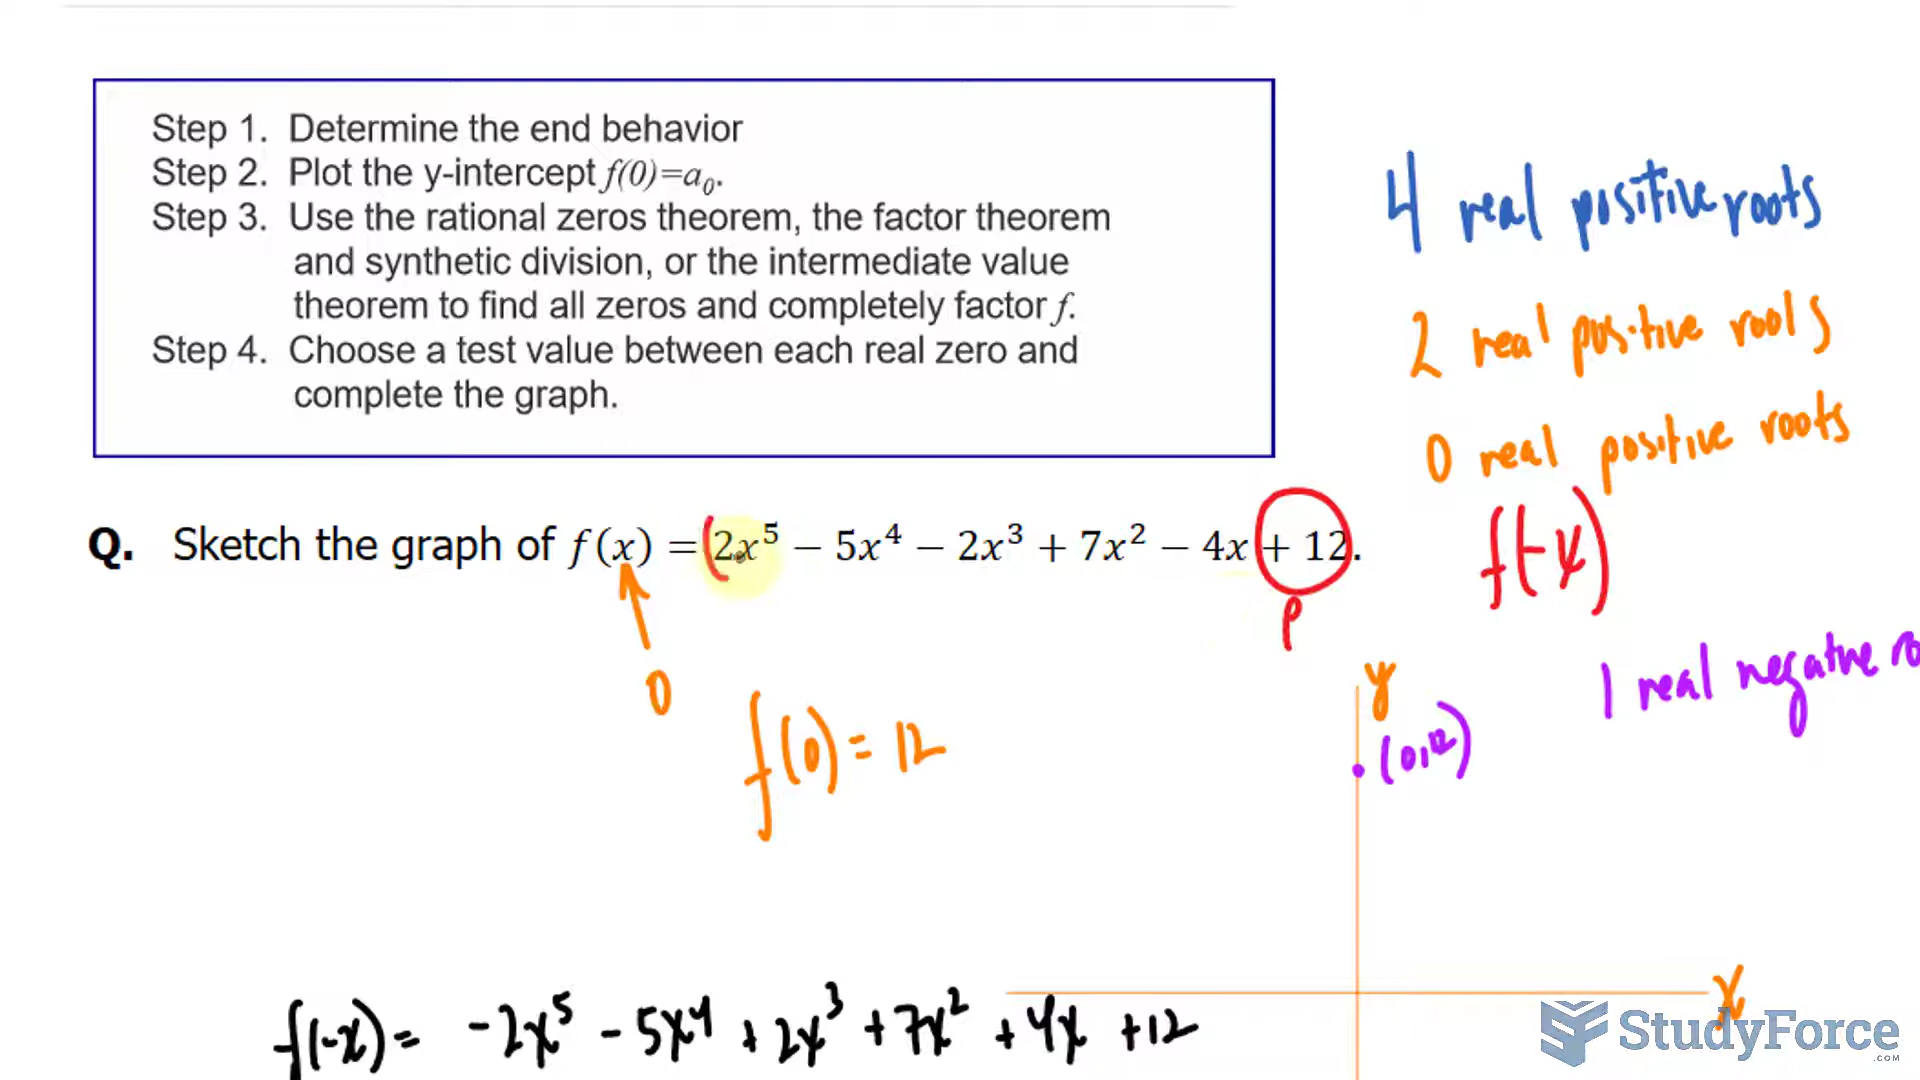 Step 1. Determine the end behavior
Step 2. Plot the y-intercept f(0)=a₀.
Step 3. Use the rational zeros theorem, the factor theorem
and synthetic division, or the intermediate value
theorem to find all zeros and completely factor f.
Step 4. Choose a test value between each real zero and
complete the graph.
4 real positive roots
2 real positive roots
0 real positive roots
Q. Sketch the graph of f(x) = 2x⁵ − 5x⁴ − 2x³ + 7x² − 4x + 12.
f(-x)
p
0
f(0) = 12
1 real negative
y
(0,12)
x
f(-x) = -2x⁵ - 5x⁴ + 2x³ + 7x² + 4x + 12
StudyForce
.COM